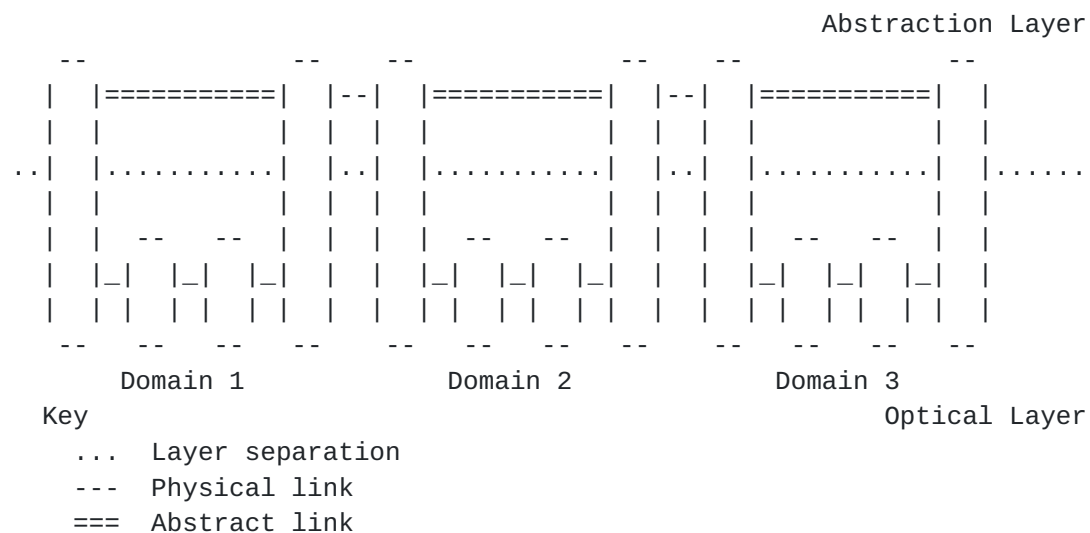 Abstraction Layer
   --             --    --             --    --             --
  |  |===========|  |--|  |===========|  |--|  |===========|  |
  |  |           |  |  |  |           |  |  |  |           |  |
..|  |...........|  |..|  |...........|  |..|  |...........|  |......
  |  |           |  |  |  |           |  |  |  |           |  |
  |  |  --   --  |  |  |  |  --   --  |  |  |  |  --   --  |  |
  |  |_|  |_|  |_|  |  |  |_|  |_|  |_|  |  |  |_|  |_|  |_|  |
  |  | |  | |  | |  |  |  | |  | |  | |  |  |  | |  | |  | |  |
   --   --   --   --    --   --   --   --    --   --   --   --
       Domain 1             Domain 2             Domain 3
  Key                                                   Optical Layer
    ...  Layer separation
    ---  Physical link
    ===  Abstract link